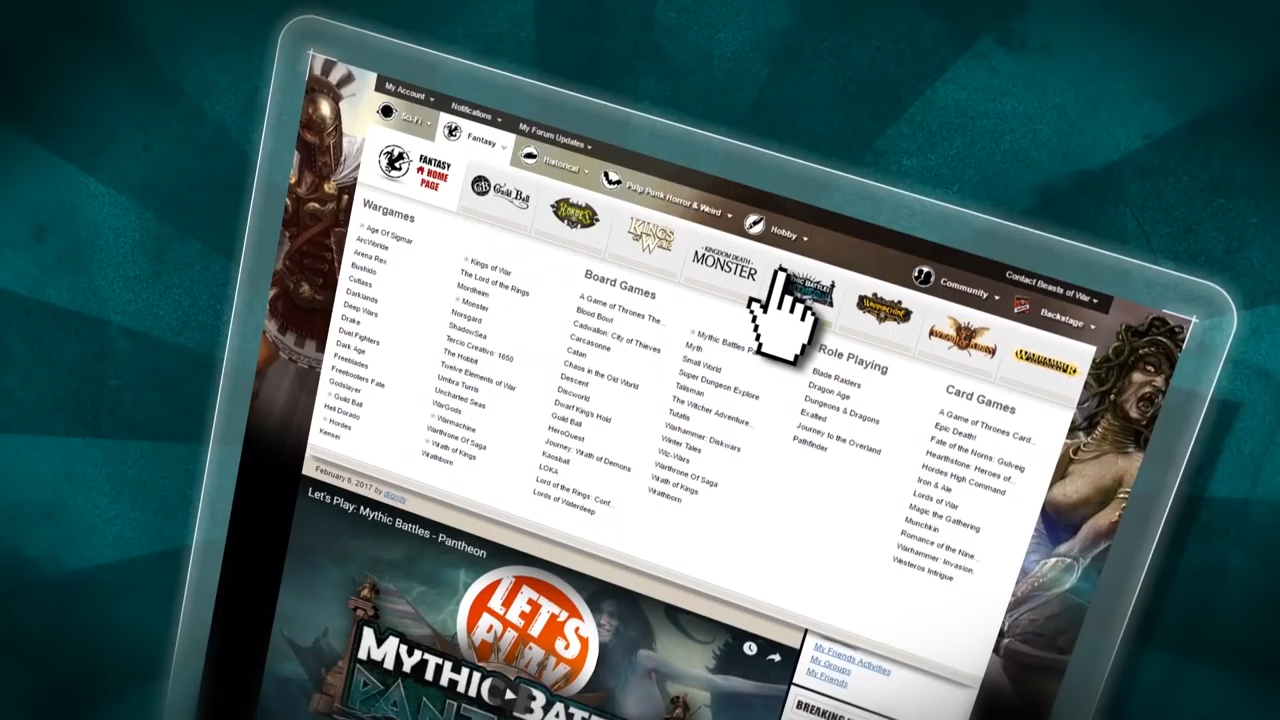 My Account
Notifications
My Forum Updates
Contact Beasts of War
Sci-Fi
Fantasy
Historical
Pulp Punk Horror & Weird
Hobby
Community
Backstage
FANTASY
HOME
PAGE
GB Guild Ball
HORDES
KINGS
OF WAR
KINGDOM DEATH
MONSTER
WARMACHINE
WARHAMMER
Wargames
Age Of Sigmar
ArcWorlde
Arena Rex
Bushido
Cutlass
Darklands
Deep Wars
Drake
Duel Fighters
Dark Age
Freeblades
Freebooters Fate
Godslayer
Guild Ball
Hell Dorado
Hordes
Kensei
Kings of War
The Lord of the Rings
Mordheim
Monster
Norsgard
ShadowSea
Tercio Creativo: 1650
The Hobbit
Twelve Elements of War
Umbra Turris
Uncharted Seas
WarGods
Warmachine
Warthrone Of Saga
Wrath of Kings
Wrathborn
Board Games
A Game of Thrones The...
Blood Bowl
Cadwallon: City of Thieves
Carcasonne
Catan
Chaos in the Old World
Descent
Discworld
Dwarf King's Hold
Guild Ball
HeroQuest
Journey: Wrath of Demons
Kaosball
LOKA
Lord of the Rings: Conf...
Lords of Waterdeep
Mythic Battles
Myth
Small World
Super Dungeon Explore
Talisman
The Witcher Adventure...
Tutatis
Warhammer: Diskwars
Winter Tales
Wiz-Wars
Warthrone Of Saga
Wrath of Kings
Wrathborn
Role Playing
Blade Raiders
Dragon Age
Dungeons & Dragons
Exalted
Journey to the Overland
Pathfinder
Card Games
A Game of Thrones Card...
Epic Death!
Fate of the Norns: Gulveig
Hearthstone: Heroes of...
Hordes High Command
Iron & Ale
Lords of War
Magic the Gathering
Munchkin
Romance of the Nine...
Warhammer: Invasion
Westeros Intrigue
February 6, 2017 by dignity
Let's Play: Mythic Battles - Pantheon
LET'S
PLAY
MYTHIC BATTL
PANT
My Friends Activities
My Groups
My Friends
BREAKING